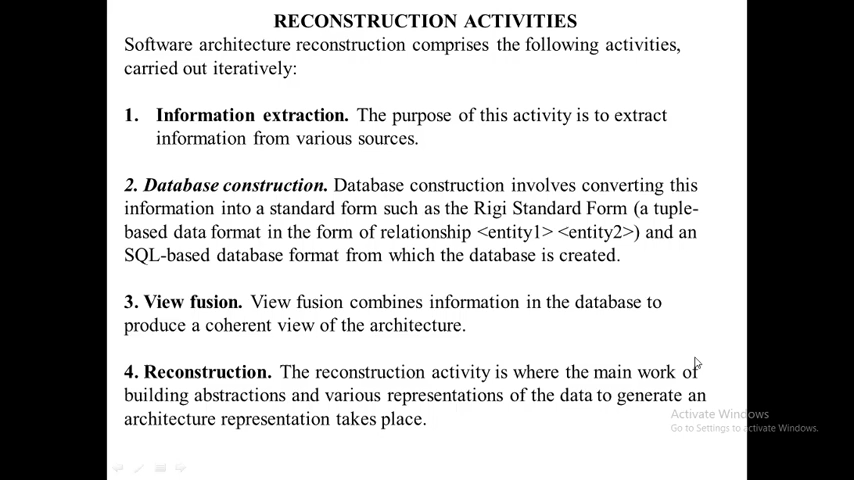 RECONSTRUCTION ACTIVITIES
Software architecture reconstruction comprises the following activities,
carried out iteratively:
1. Information extraction. The purpose of this activity is to extract
information from various sources.
2. Database construction. Database construction involves converting this
information into a standard form such as the Rigi Standard Form (a tuple-
based data format in the form of relationship <entity1> <entity2>) and an
SQL-based database format from which the database is created.
3. View fusion. View fusion combines information in the database to
produce a coherent view of the architecture.
4. Reconstruction. The reconstruction activity is where the main work of
building abstractions and various representations of the data to generate an
architecture representation takes place.
Activate Windows
Go to Settings to activate Windows.